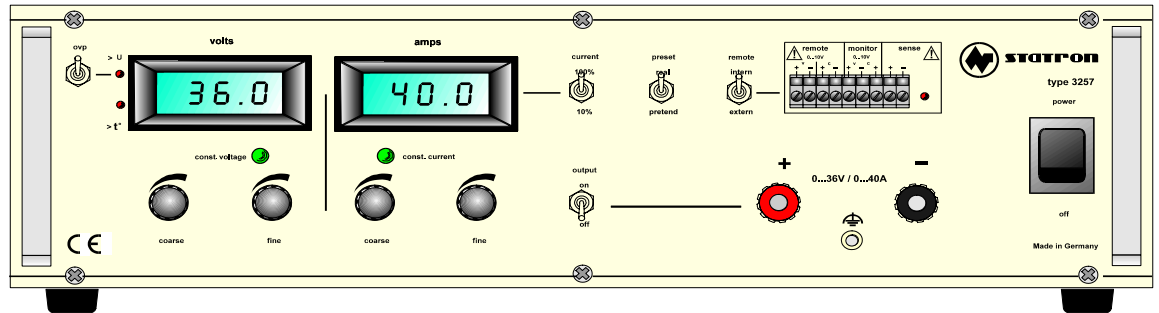 volts
amps
ovp
> U
36.0
40.0
> t°
const. voltage
const. current
coarse
fine
coarse
fine
CE
current
100%
10%
preset
real
pretend
remote
intern
extern
output
on
off
remote
0...10V
monitor
0...10V
sense
V C V C
+ - + - + - + -
+
-
0...36V / 0...40A
statron
type 3257
power
off
Made in Germany